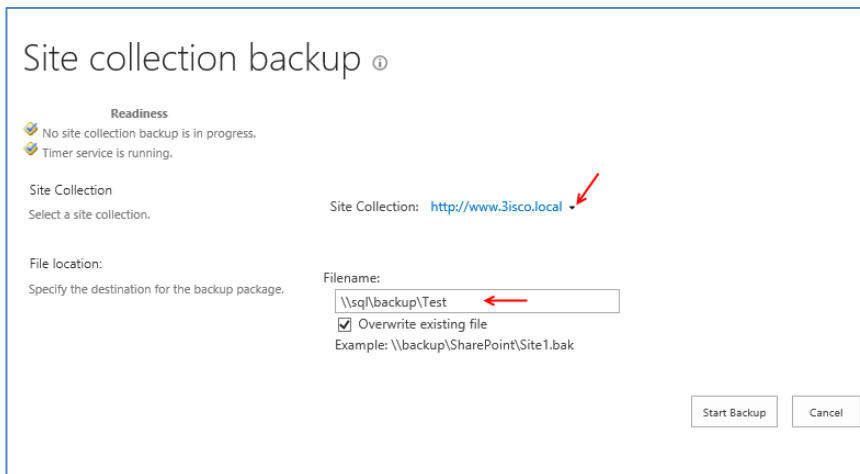 Site collection backup
Readiness
No site collection backup is in progress.
Timer service is running.
Site Collection
Select a site collection.
Site Collection: http://www.3isco.local
File location:
Specify the destination for the backup package.
Filename:
\\sql\backup\Test
Overwrite existing file
Example: \\backup\SharePoint\Site1.bak
Start Backup Cancel